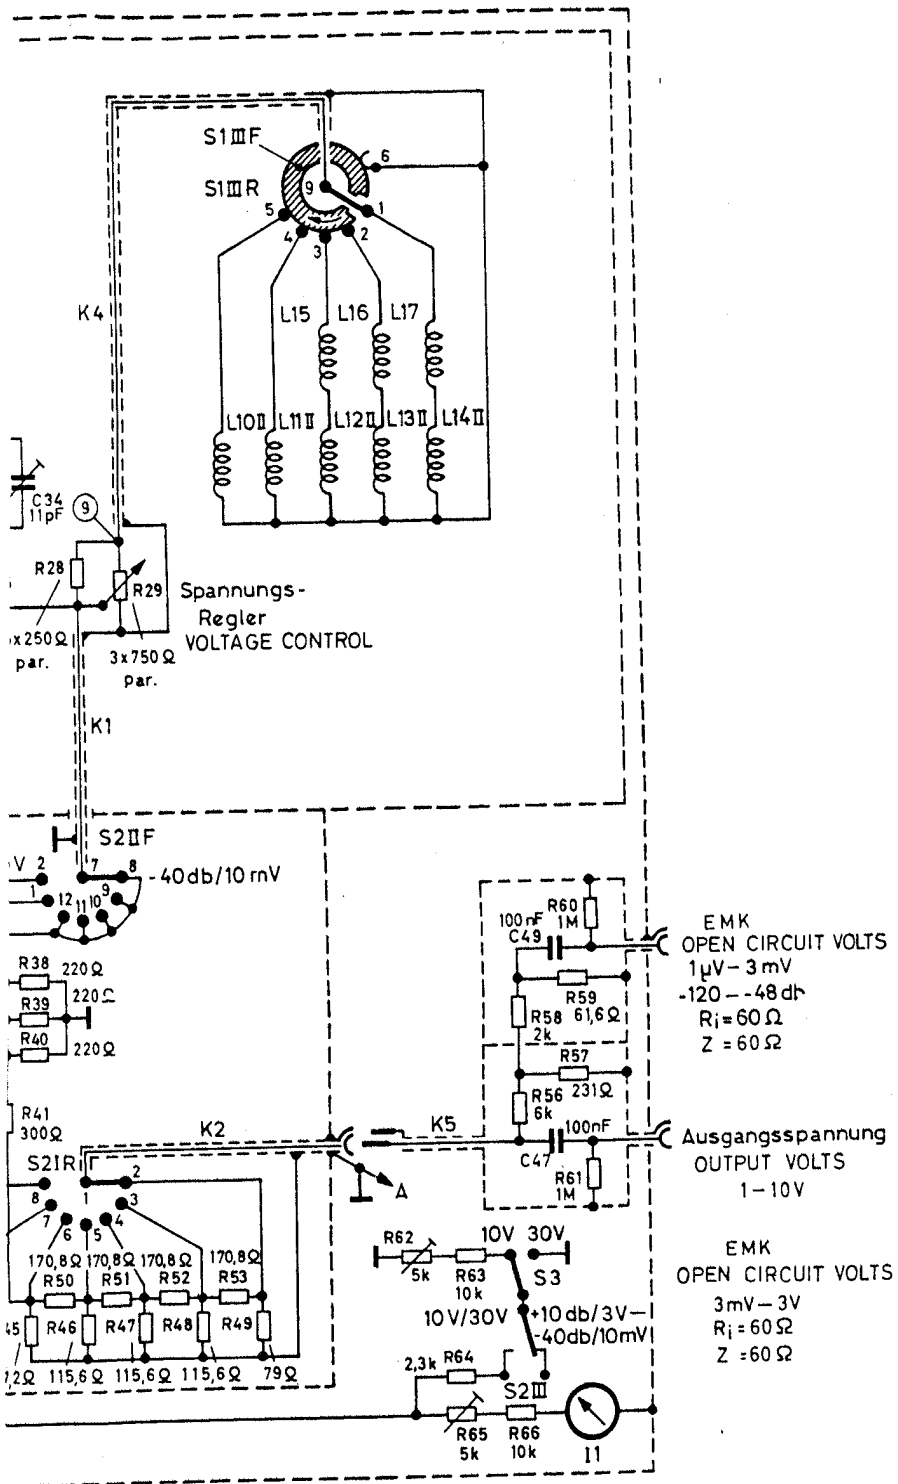 S1IIIF
6
S1IIIR
9
5
1
4
2
3
K4
L15 L16 L17
L10II L11II L12II L13II L14II
C34
11pF
9
R28
R29
Spannungs-
Regler
VOLTAGE CONTROL
x250Ω
par.
3x750Ω
par.
K1
S2IIF
V 2
7 8
-40db/10mV
1
12 11 10 9
R60
1M
100nF
C49
EMK
OPEN CIRCUIT VOLTS
1µV-3mV
-120--48db
Ri=60Ω
Z=60Ω
R38 220Ω
R39 220Ω
R40 220Ω
R59
61,6Ω
R58
2k
R57
231Ω
R56
6k
R41
300Ω
K2
K5
100nF
C47
Ausgangsspannung
OUTPUT VOLTS
1-10V
R61
1M
A
S2IR
1 2
8 3
7 6 5 4
170,8Ω 170,8Ω 170,8Ω 170,8Ω
R50 R51 R52 R53
45 R46 R47 R48 R49
7,2Ω 115,6Ω 115,6Ω 115,6Ω 79Ω
R62
5k
R63
10k
10V 30V
S3
10V/30V
+10db/3V-
-40db/10mV
EMK
OPEN CIRCUIT VOLTS
3mV-3V
Ri=60Ω
Z=60Ω
2,3k R64
S2III
R65
5k
R66
10k
I1